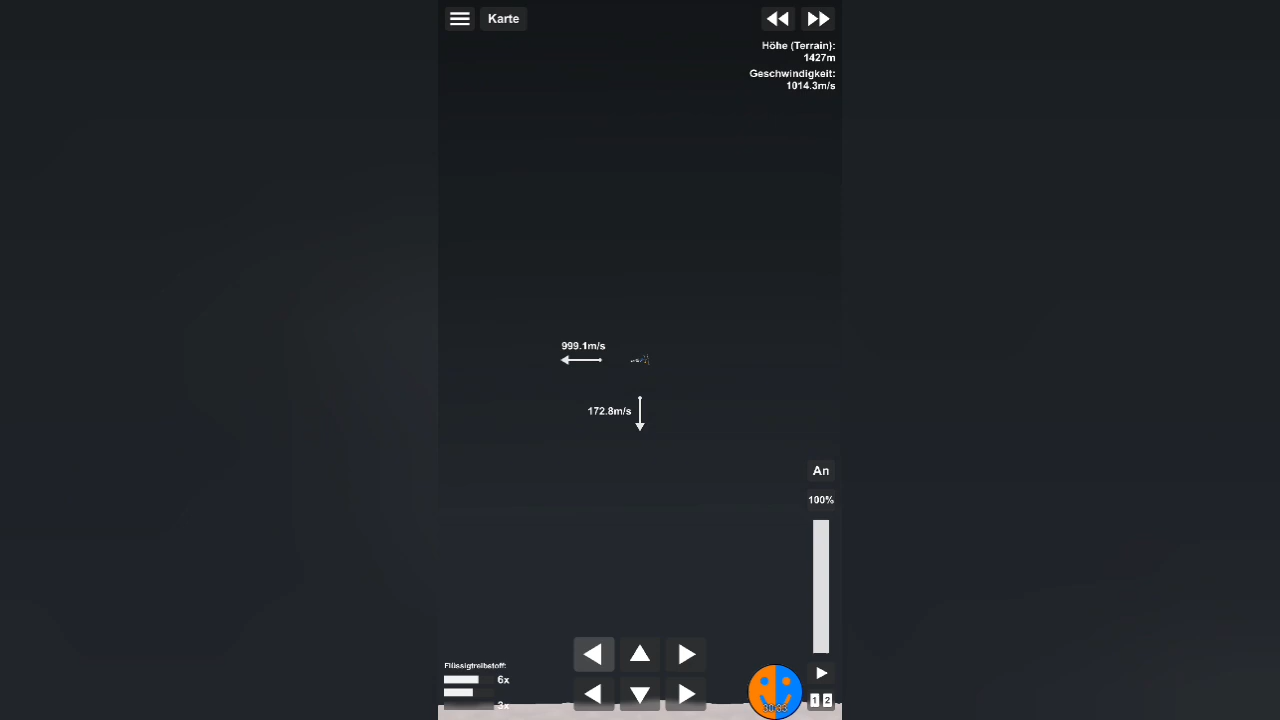 Karte
Höhe (Terrain):
1427m
Geschwindigkeit:
1014.3m/s
999.1m/s
172.8m/s
An
100%
Flüssigtreibstoff:
6x
3x
1 2